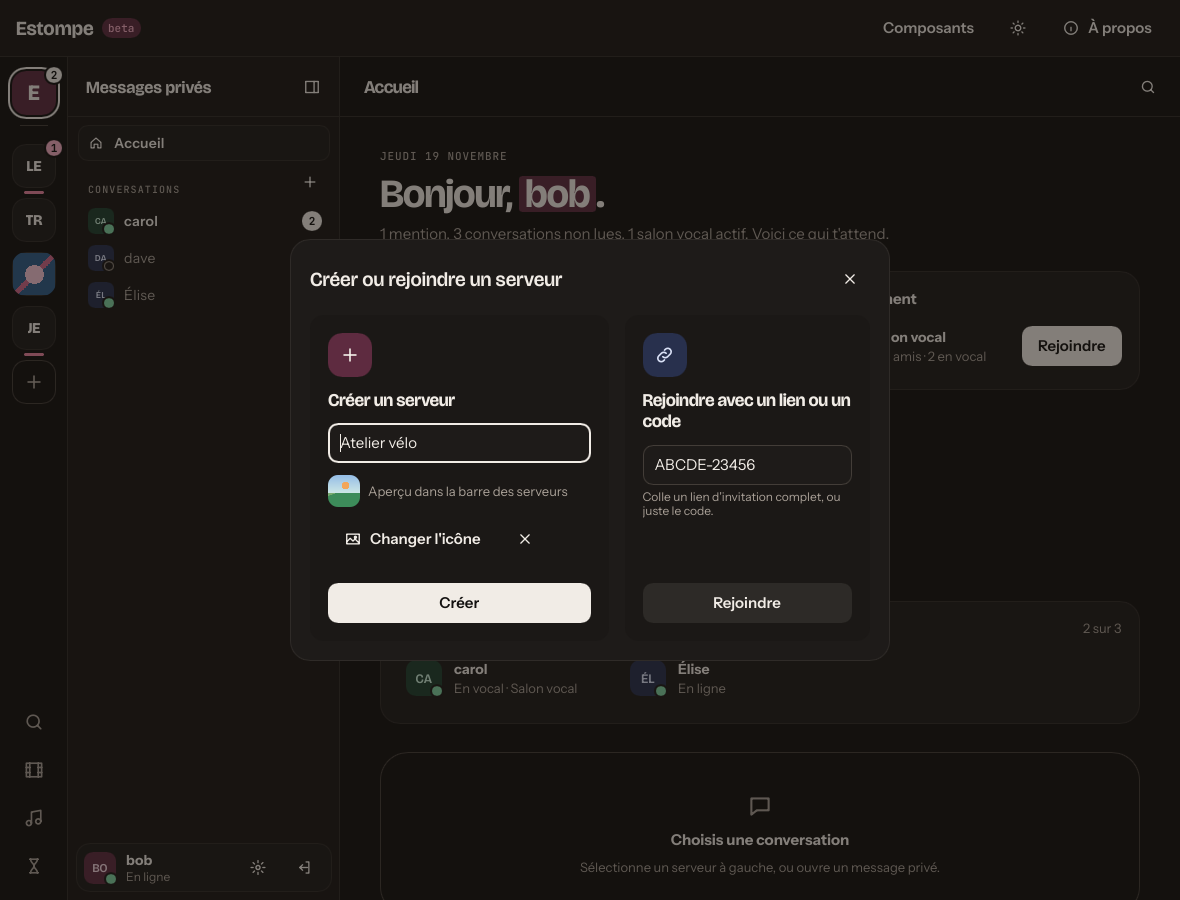 Estompe beta
Composants
À propos
E
2
Messages privés
Accueil
LE
1
TR
JE
Accueil
CONVERSATIONS
CA carol
2
DA dave
ÉL Élise
JEUDI 19 NOVEMBRE
Bonjour, bob.
1 mention, 3 conversations non lues, 1 salon vocal actif. Voici ce qui t'attend.
Créer ou rejoindre un serveur
Créer un serveur
Atelier vélo
Aperçu dans la barre des serveurs
Changer l'icône
Créer
Rejoindre avec un lien ou un
code
ABCDE-23456
Colle un lien d'invitation complet, ou
juste le code.
Rejoindre
ment
on vocal
amis · 2 en vocal
Rejoindre
2 sur 3
CA
carol
En vocal · Salon vocal
ÉL
Élise
En ligne
Choisis une conversation
Sélectionne un serveur à gauche, ou ouvre un message privé.
BO
bob
En ligne